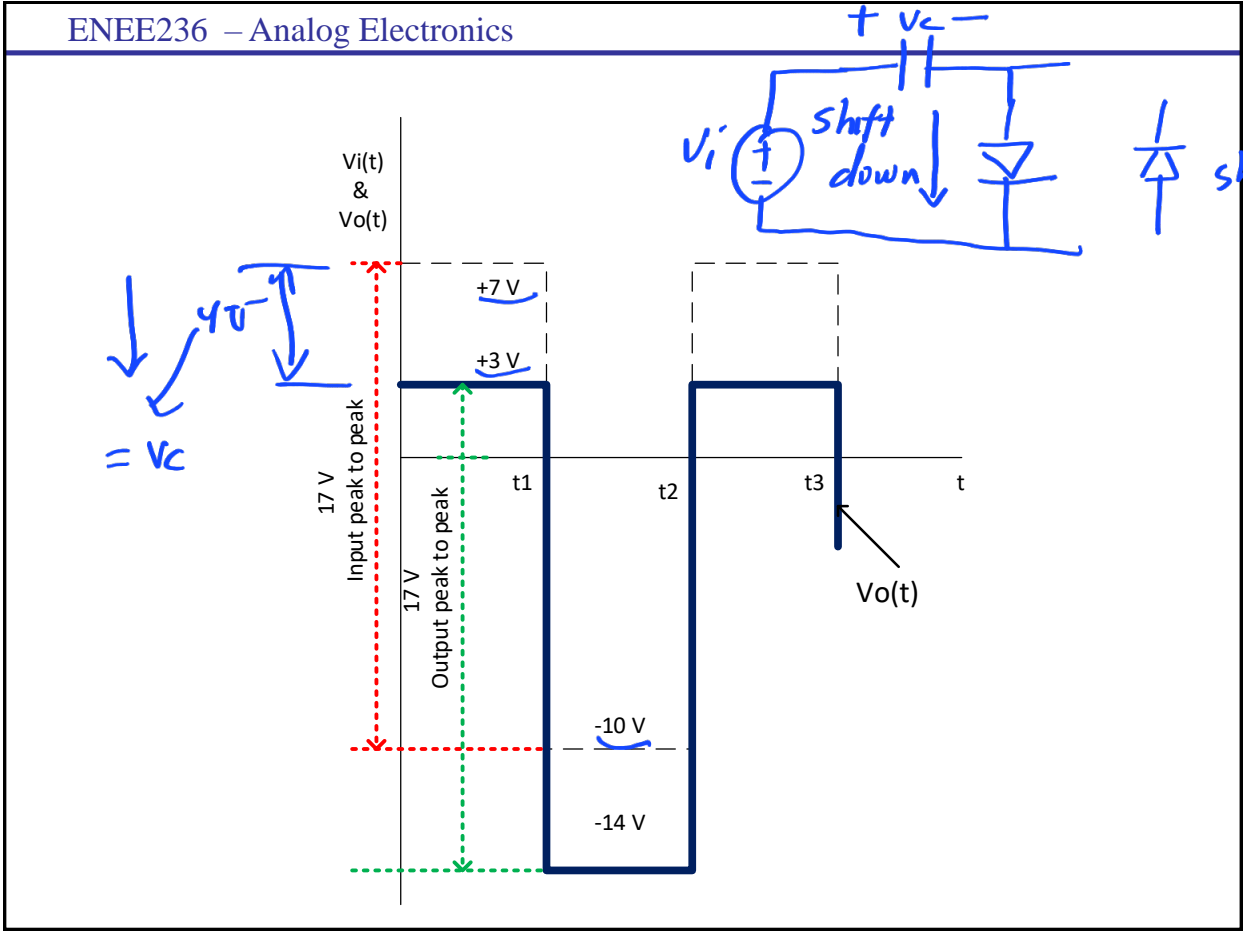 ENEE236 – Analog Electronics
+ Vc –
Vi
+
-
shift
down
Vi(t)
&
Vo(t)
+7 V
+3 V
= Vc
17 V
Input peak to peak
17 V
Output peak to peak
t1
t2
t3
t
Vo(t)
-10 V
-14 V